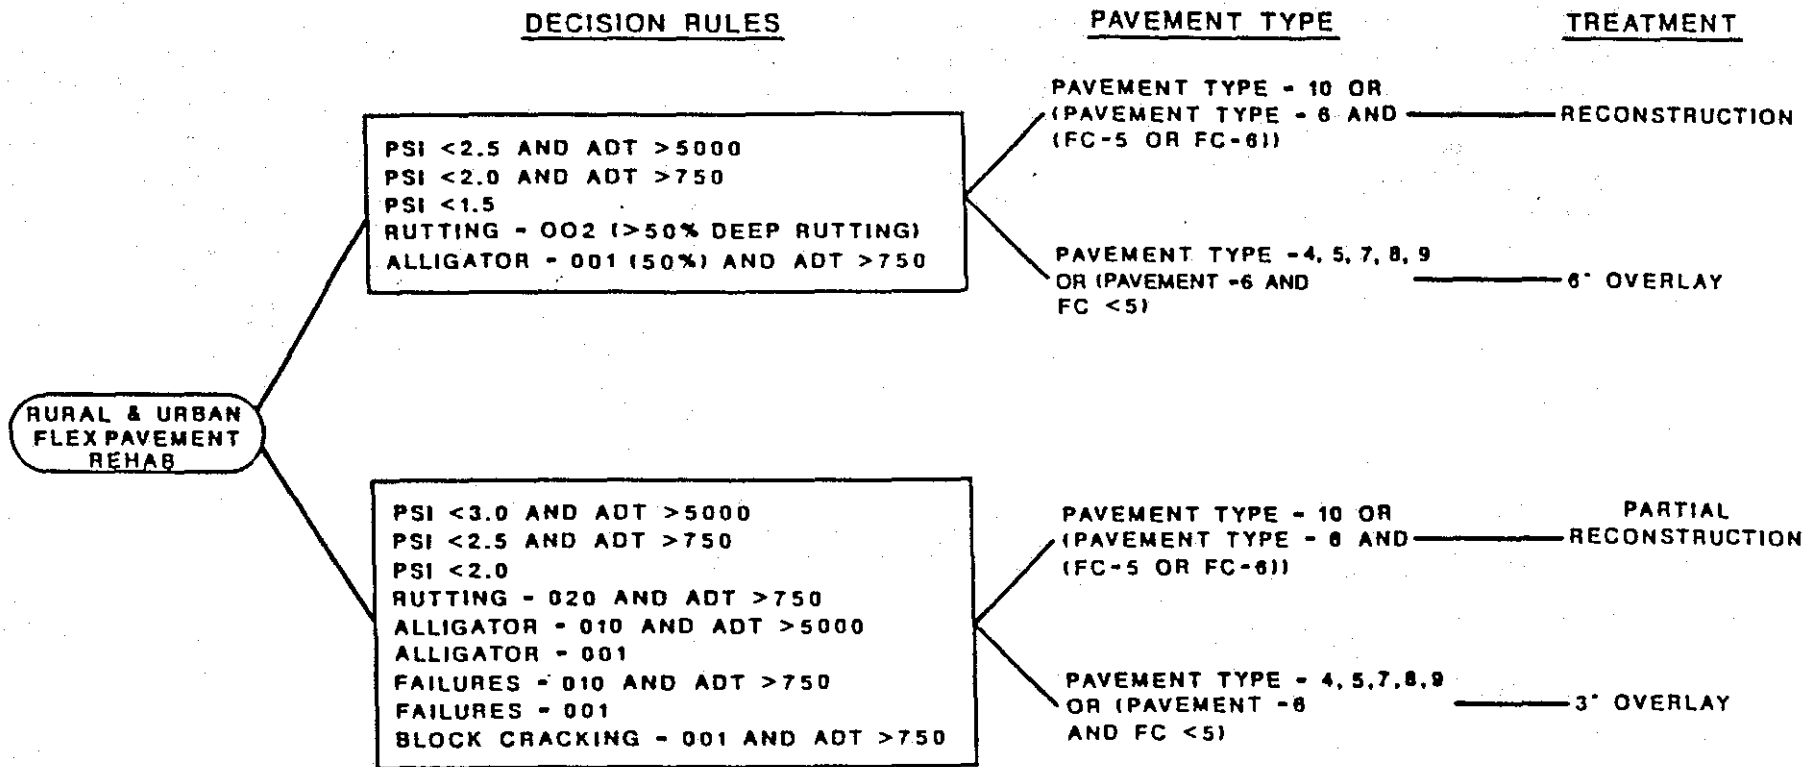 DECISION RULES
PAVEMENT TYPE
TREATMENT
RURAL & URBAN
FLEX PAVEMENT
REHAB
PSI <2.5 AND ADT >5000
PSI <2.0 AND ADT >750
PSI <1.5
RUTTING - 002 (>50% DEEP RUTTING)
ALLIGATOR - 001 (50%) AND ADT >750
PAVEMENT TYPE - 10 OR
(PAVEMENT TYPE - 6 AND
(FC-5 OR FC-6))
RECONSTRUCTION
PAVEMENT TYPE -4, 5, 7, 8, 9
OR (PAVEMENT -6 AND
FC <5)
6" OVERLAY
PSI <3.0 AND ADT >5000
PSI <2.5 AND ADT >750
PSI <2.0
RUTTING - 020 AND ADT >750
ALLIGATOR - 010 AND ADT >5000
ALLIGATOR - 001
FAILURES - 010 AND ADT >750
FAILURES - 001
BLOCK CRACKING - 001 AND ADT >750
PAVEMENT TYPE - 10 OR
(PAVEMENT TYPE - 6 AND
(FC-5 OR FC-6))
PARTIAL
RECONSTRUCTION
PAVEMENT TYPE - 4, 5,7,8,9
OR (PAVEMENT -6
AND FC <5)
3" OVERLAY